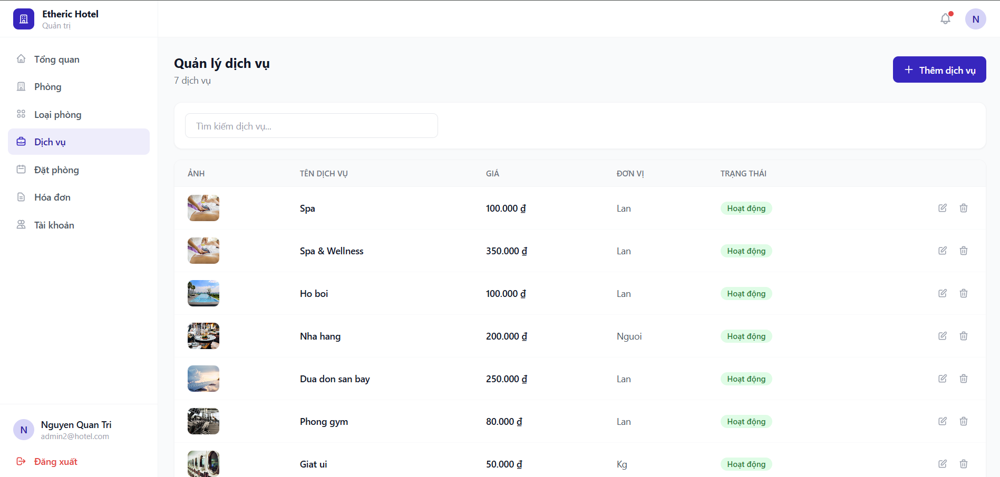 Etheric Hotel
Quản trị
N
Tổng quan
Phòng
Loại phòng
Dịch vụ
Đặt phòng
Hóa đơn
Tài khoản
N
Nguyen Quan Tri
admin2@hotel.com
Đăng xuất
Quản lý dịch vụ
7 dịch vụ
+ Thêm dịch vụ
Tìm kiếm dịch vụ...
ẢNH TÊN DỊCH VỤ GIÁ ĐƠN VỊ TRẠNG THÁI
Spa 100.000 ₫ Lan Hoạt động
Spa & Wellness 350.000 ₫ Lan Hoạt động
Ho boi 100.000 ₫ Lan Hoạt động
Nha hang 200.000 ₫ Nguoi Hoạt động
Dua don san bay 250.000 ₫ Lan Hoạt động
Phong gym 80.000 ₫ Lan Hoạt động
Giat ui 50.000 ₫ Kg Hoạt động